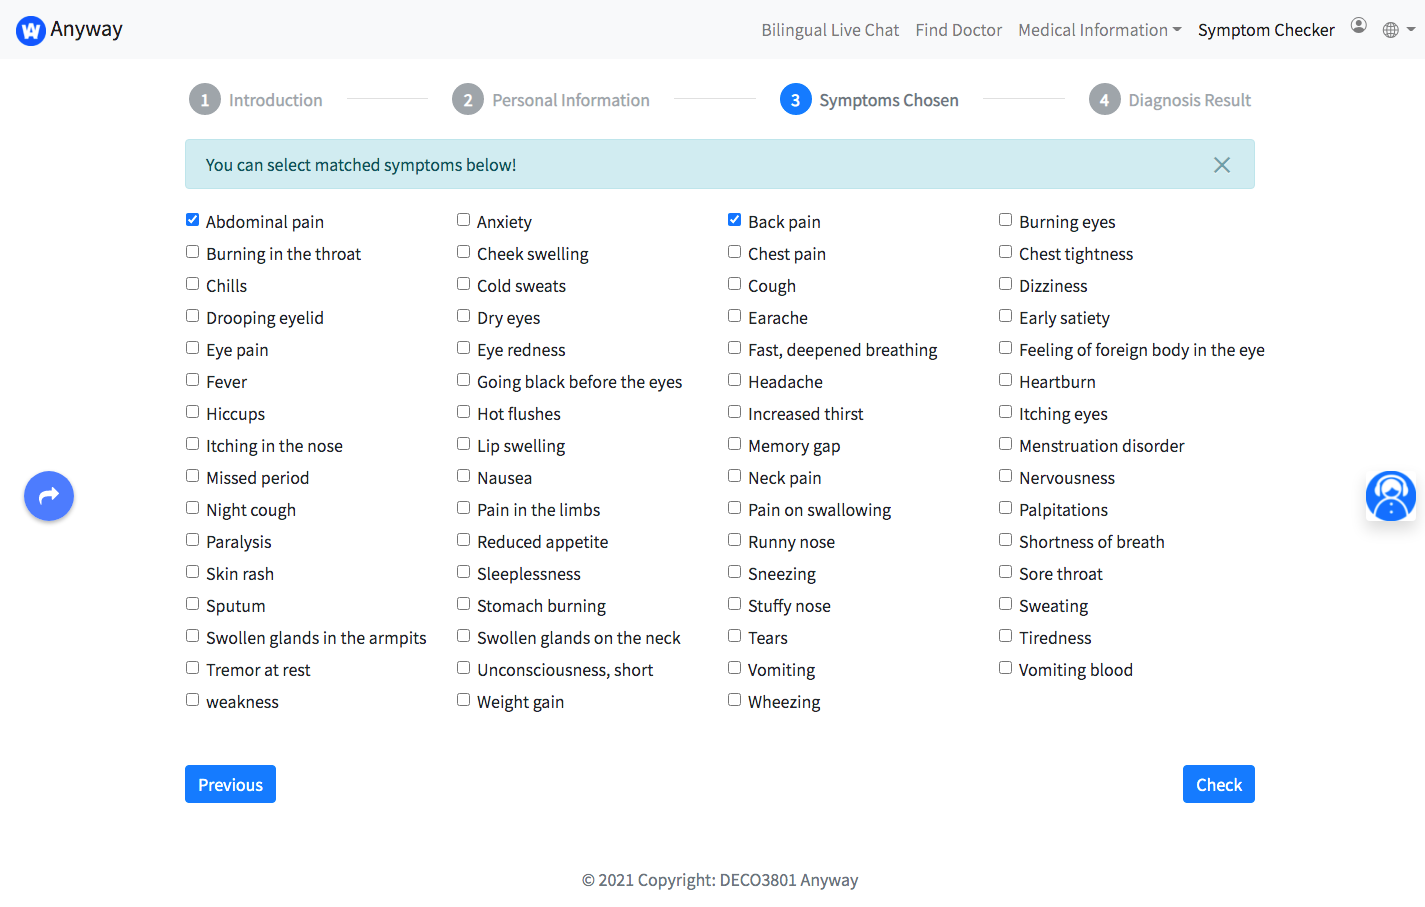 Anyway
Bilingual Live Chat Find Doctor Medical Information Symptom Checker
1 Introduction 2 Personal Information 3 Symptoms Chosen 4 Diagnosis Result
You can select matched symptoms below!
Abdominal pain Anxiety Back pain Burning eyes
Burning in the throat Cheek swelling Chest pain Chest tightness
Chills Cold sweats Cough Dizziness
Drooping eyelid Dry eyes Earache Early satiety
Eye pain Eye redness Fast, deepened breathing Feeling of foreign body in the eye
Fever Going black before the eyes Headache Heartburn
Hiccups Hot flushes Increased thirst Itching eyes
Itching in the nose Lip swelling Memory gap Menstruation disorder
Missed period Nausea Neck pain Nervousness
Night cough Pain in the limbs Pain on swallowing Palpitations
Paralysis Reduced appetite Runny nose Shortness of breath
Skin rash Sleeplessness Sneezing Sore throat
Sputum Stomach burning Stuffy nose Sweating
Swollen glands in the armpits Swollen glands on the neck Tears Tiredness
Tremor at rest Unconsciousness, short Vomiting Vomiting blood
weakness Weight gain Wheezing
Previous Check
© 2021 Copyright: DECO3801 Anyway